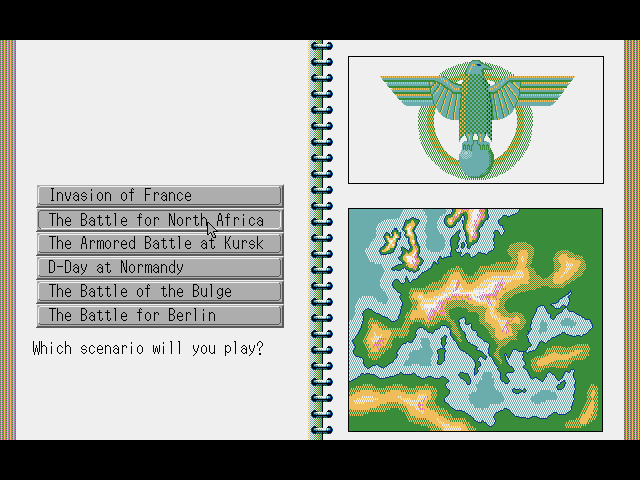 Invasion of France
The Battle for North Africa
The Armored Battle at Kursk
D-Day at Normandy
The Battle of the Bulge
The Battle for Berlin
Which scenario will you play?